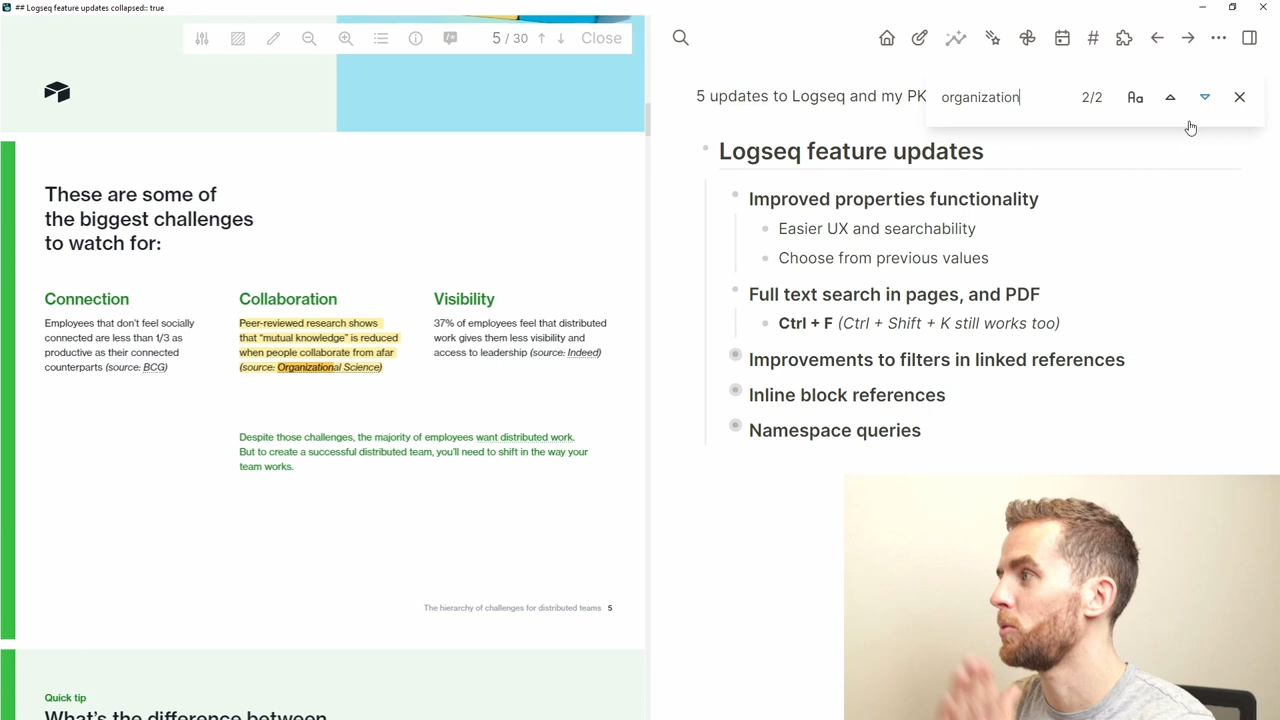 ## Logseq feature updates collapsed:: true
5 / 30 ↑ ↓ Close
These are some of
the biggest challenges
to watch for:
Connection
Employees that don't feel socially
connected are less than 1/3 as
productive as their connected
counterparts (source: BCG)
Collaboration
Peer-reviewed research shows
that "mutual knowledge" is reduced
when people collaborate from afar
(source: Organizational Science)
Visibility
37% of employees feel that distributed
work gives them less visibility and
access to leadership (source: Indeed)
Despite those challenges, the majority of employees want distributed work.
But to create a successful distributed team, you'll need to shift in the way your
team works.
The hierarchy of challenges for distributed teams 5
Quick tip
What's the difference between
5 updates to Logseq and my PK
organization 2/2 Aa
Logseq feature updates
Improved properties functionality
Easier UX and searchability
Choose from previous values
Full text search in pages, and PDF
Ctrl + F (Ctrl + Shift + K still works too)
Improvements to filters in linked references
Inline block references
Namespace queries